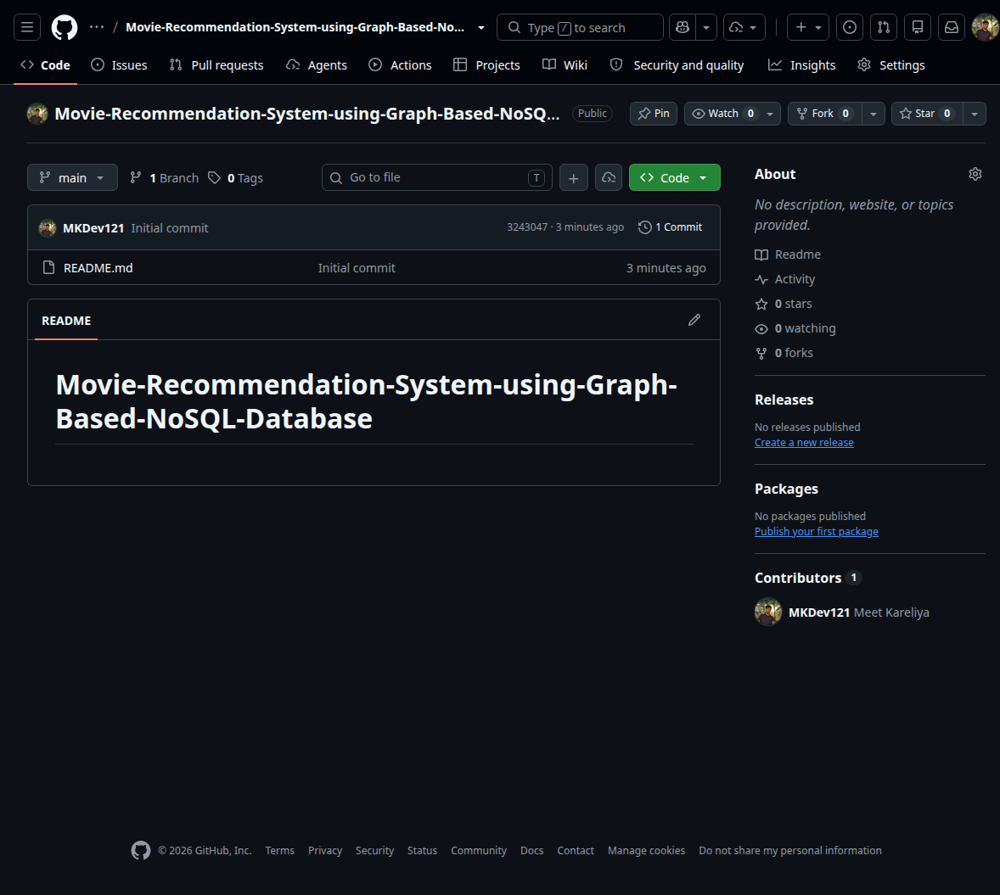 Movie-Recommendation-System-using-Graph-Based-No... Type / to search
Code Issues Pull requests Agents Actions Projects Wiki Security and quality Insights Settings
Movie-Recommendation-System-using-Graph-Based-NoSQ... Public Pin Watch 0 Fork 0 Star 0
main 1 Branch 0 Tags Go to file T Code
MKDev121 Initial commit 3243047 · 3 minutes ago 1 Commit
README.md Initial commit 3 minutes ago
README
Movie-Recommendation-System-using-Graph-
Based-NoSQL-Database
About
No description, website, or topics
provided.
Readme
Activity
0 stars
0 watching
0 forks
Releases
No releases published
Create a new release
Packages
No packages published
Publish your first package
Contributors 1
MKDev121 Meet Kareliya
© 2026 GitHub, Inc. Terms Privacy Security Status Community Docs Contact Manage cookies Do not share my personal information